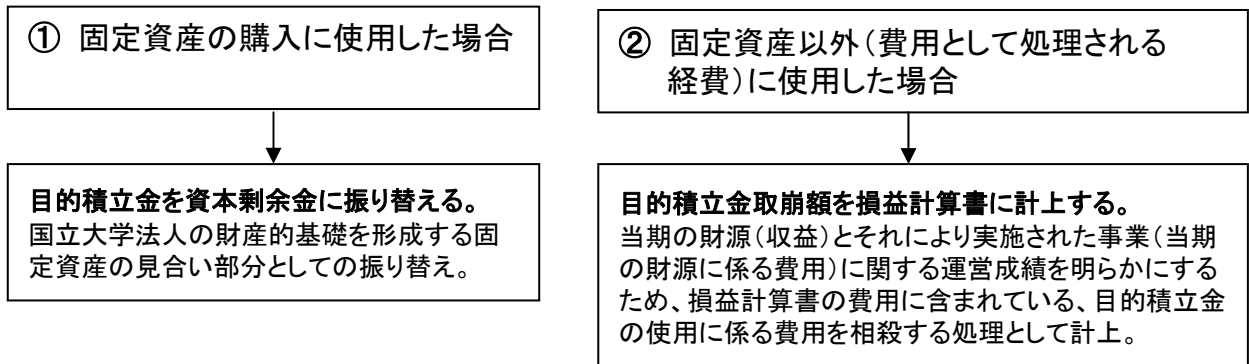 ① 固定資産の購入に使用した場合
目的積立金を資本剰余金に振り替える。
国立大学法人の財産的基礎を形成する固
定資産の見合い部分としての振り替え。
② 固定資産以外(費用として処理される
経費)に使用した場合
目的積立金取崩額を損益計算書に計上する。
当期の財源(収益)とそれにより実施された事業(当期
の財源に係る費用)に関する運営成績を明らかにする
ため、損益計算書の費用に含まれている、目的積立金
の使用に係る費用を相殺する処理として計上。